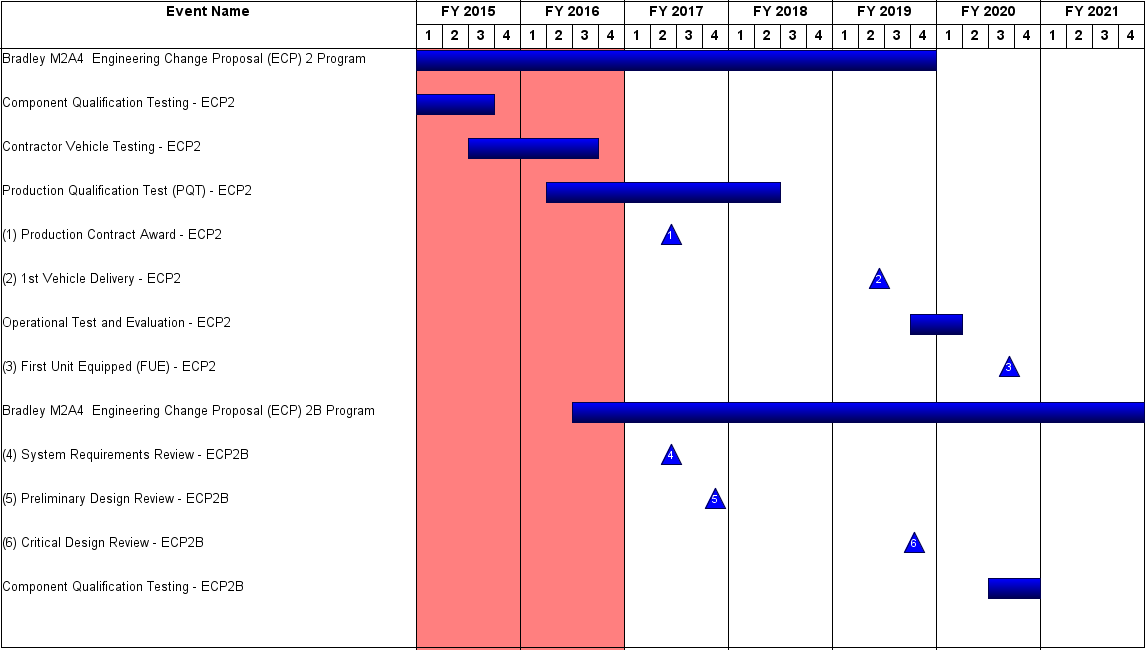 Event Name FY 2015 FY 2016 FY 2017 FY 2018 FY 2019 FY 2020 FY 2021
1 2 3 4 1 2 3 4 1 2 3 4 1 2 3 4 1 2 3 4 1 2 3 4 1 2 3 4
Bradley M2A4  Engineering Change Proposal (ECP) 2 Program
Component Qualification Testing - ECP2
Contractor Vehicle Testing - ECP2
Production Qualification Test (PQT) - ECP2
(1) Production Contract Award - ECP2 1
(2) 1st Vehicle Delivery - ECP2 2
Operational Test and Evaluation - ECP2
(3) First Unit Equipped (FUE) - ECP2 3
Bradley M2A4  Engineering Change Proposal (ECP) 2B Program
(4) System Requirements Review - ECP2B 4
(5) Preliminary Design Review - ECP2B 5
(6) Critical Design Review - ECP2B 6
Component Qualification Testing - ECP2B